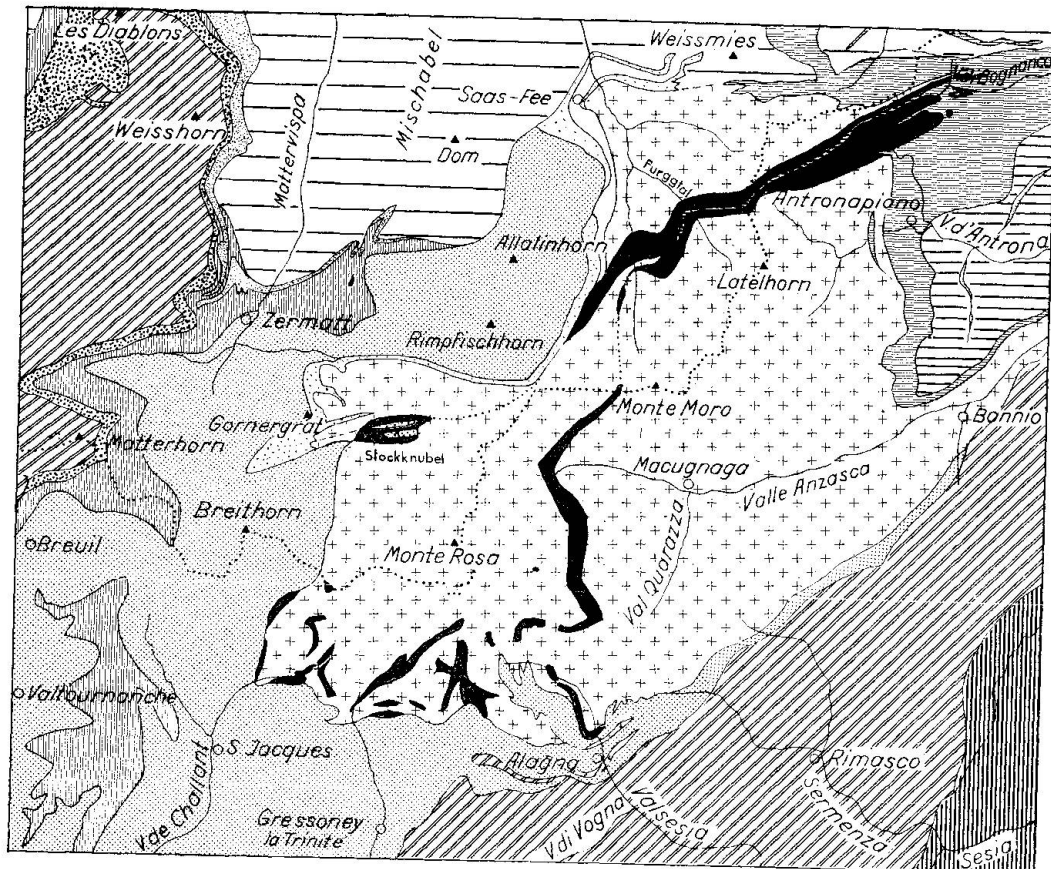 Les Diablons
Weissmies
Bognanco
Mischabel
Saas-Fee
Weisshorn
Mattervispa
Dom
Furggtal
Antronapiano
V. d'Antrona
Allalinhorn
Latelhorn
Zermatt
Rimpfischhorn
Monte Moro
Gornergrat
Bannio
Matterhorn
Stockknubel
Macugnaga
Valle Anzasca
Breithorn
Breuil
Monte Rosa
Val Quarazza
Valtournanche
S. Jacques
Alagna
Rimasco
V. de Challant
Gressoney
la Trinité
V. di Vogna
Valsesia
Sermenza
Sesia